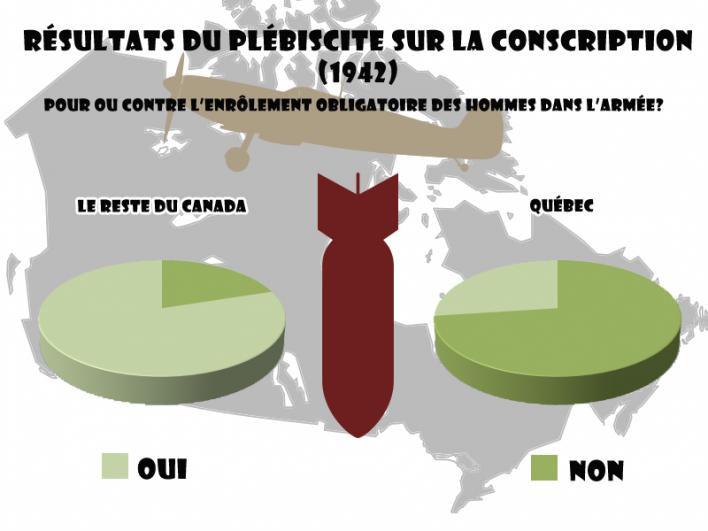 RÉSULTATS DU PLÉBISCITE SUR LA CONSCRIPTION
(1942)
POUR OU CONTRE L'ENRÔLEMENT OBLIGATOIRE DES HOMMES DANS L'ARMÉE?
LE RESTE DU CANADA
QUÉBEC
OUI
NON